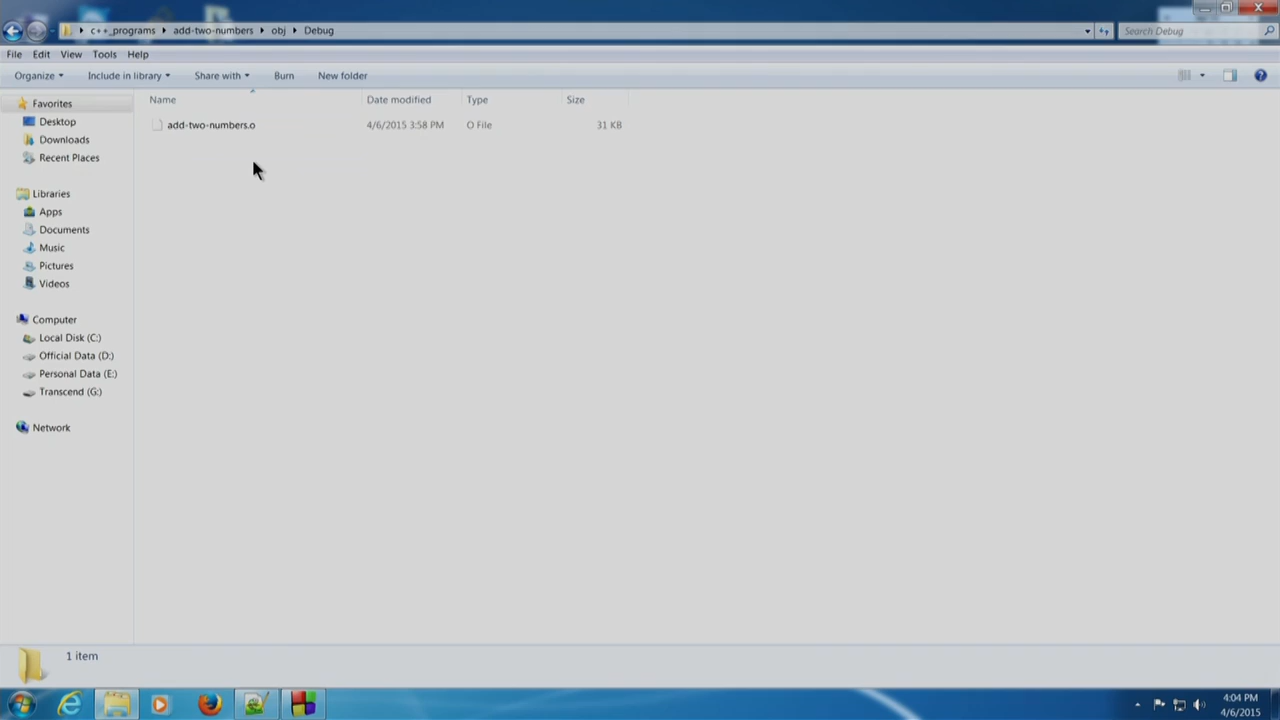 c++_programs add-two-numbers obj Debug
Search Debug
File Edit View Tools Help
Organize Include in library Share with Burn New folder
Name Date modified Type Size
add-two-numbers.o 4/6/2015 3:58 PM O File 31 KB
Favorites
Desktop
Downloads
Recent Places
Libraries
Apps
Documents
Music
Pictures
Videos
Computer
Local Disk (C:)
Official Data (D:)
Personal Data (E:)
Transcend (G:)
Network
1 item
4:04 PM
4/6/2015